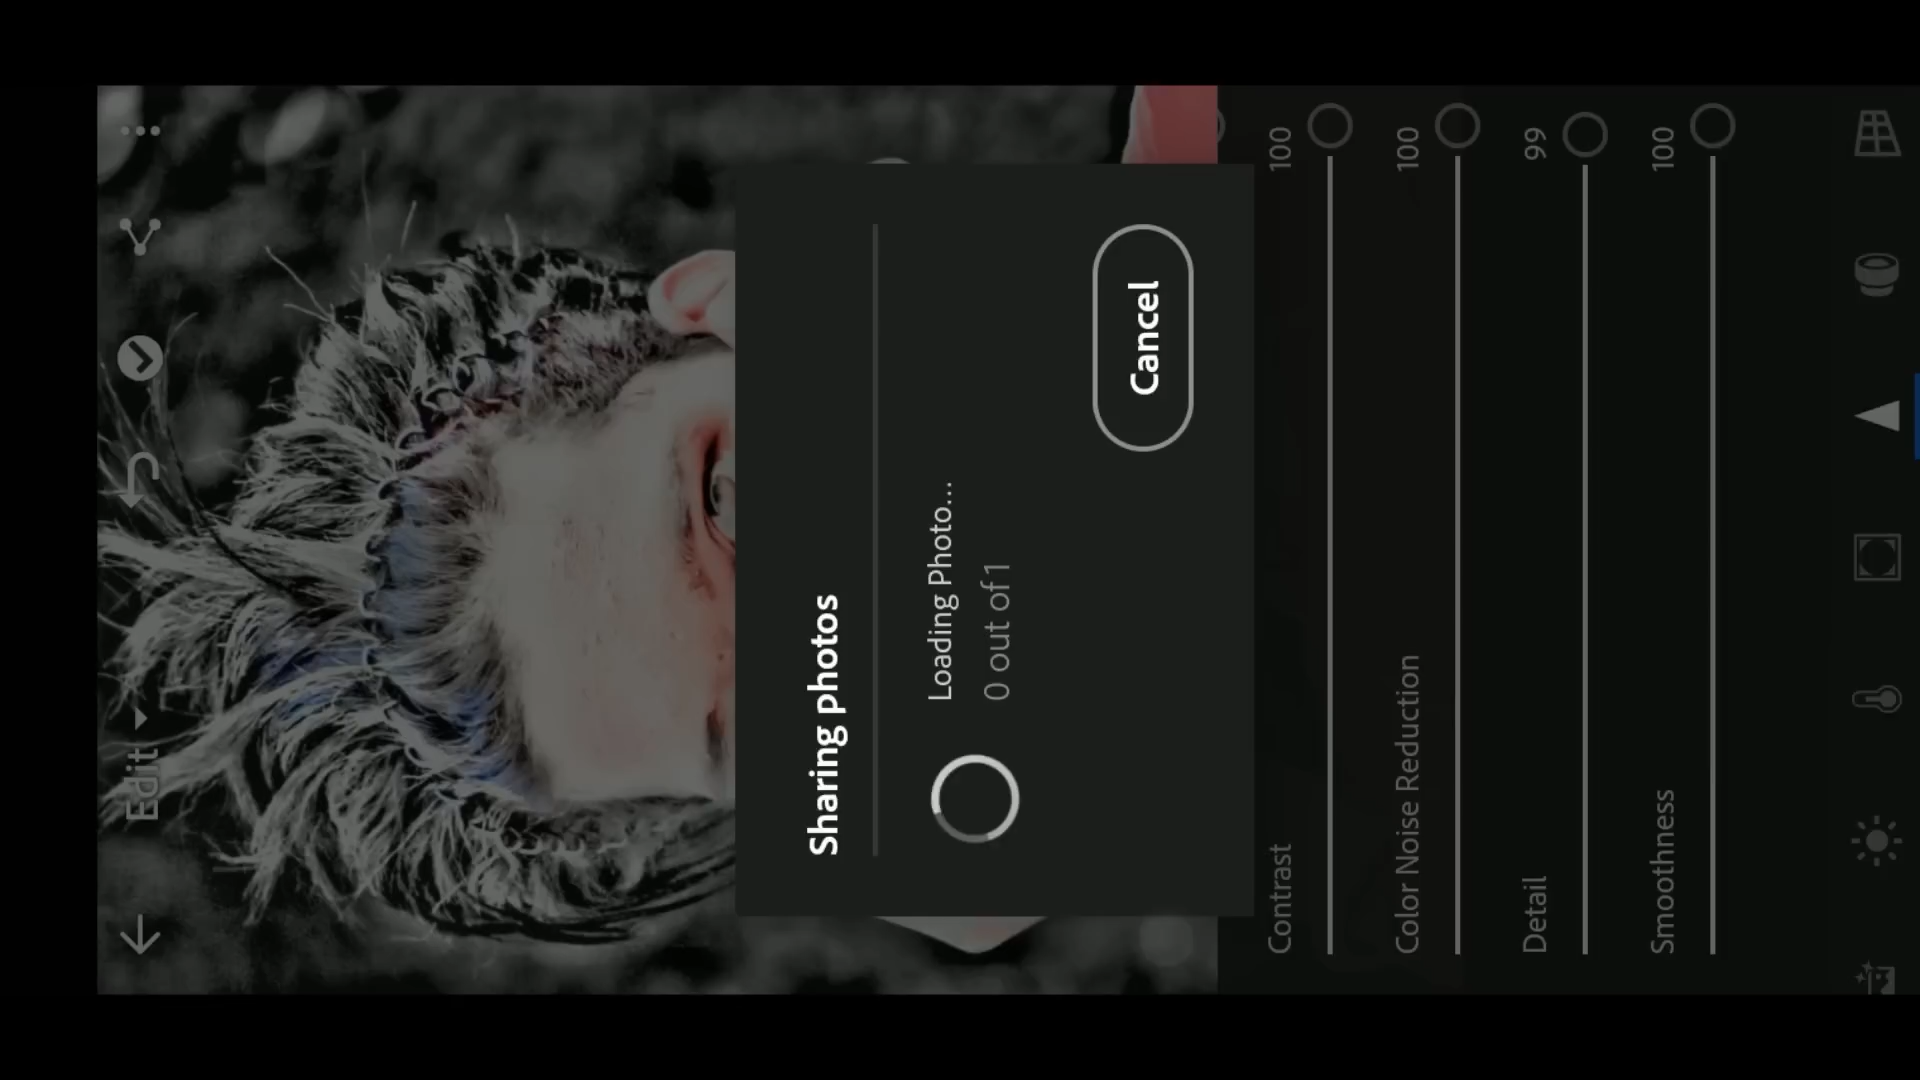 Edit
Sharing photos
Loading Photo...
0 out of 1
Cancel
Contrast 100
Color Noise Reduction 100
Detail 99
Smoothness 100